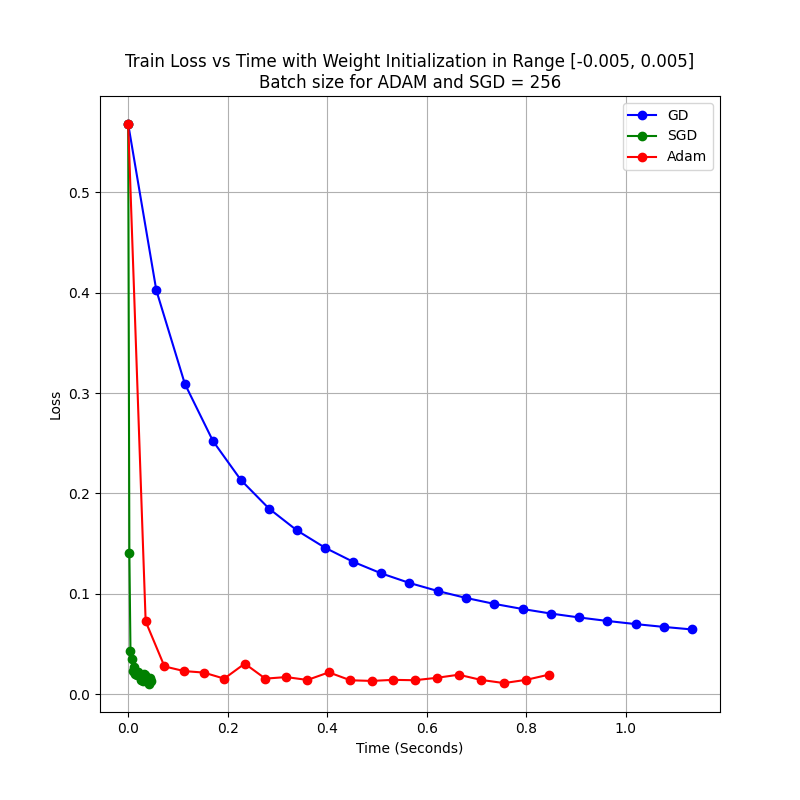 Train Loss vs Time with Weight Initialization in Range [-0.005, 0.005]
Batch size for ADAM and SGD = 256
GD
SGD
Adam
Loss
0.5
0.4
0.3
0.2
0.1
0.0
0.0 0.2 0.4 0.6 0.8 1.0
Time (Seconds)